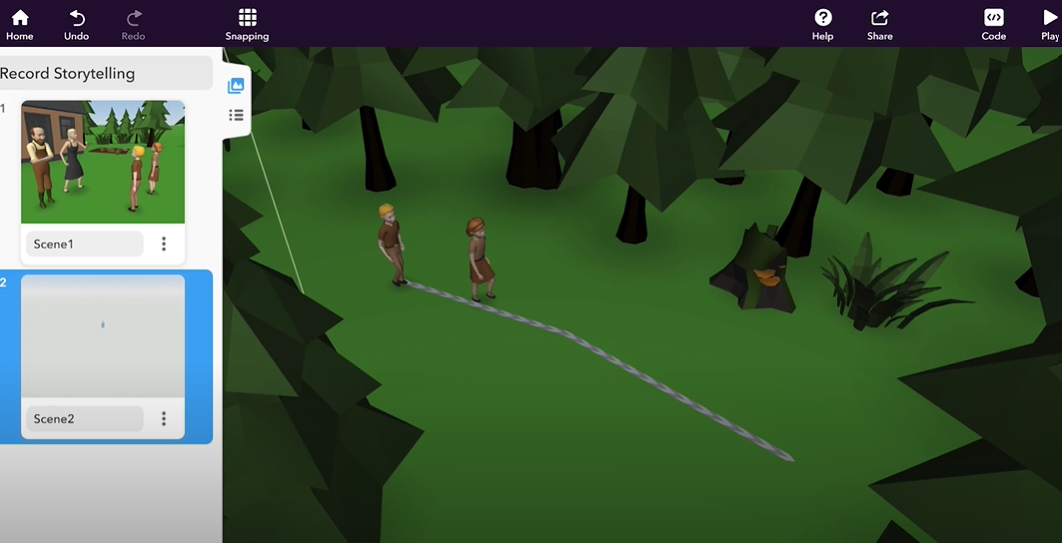 Home
Undo
Redo
Snapping
Help
Share
Code
Play
Record Storytelling
1
Scene1
2
Scene2